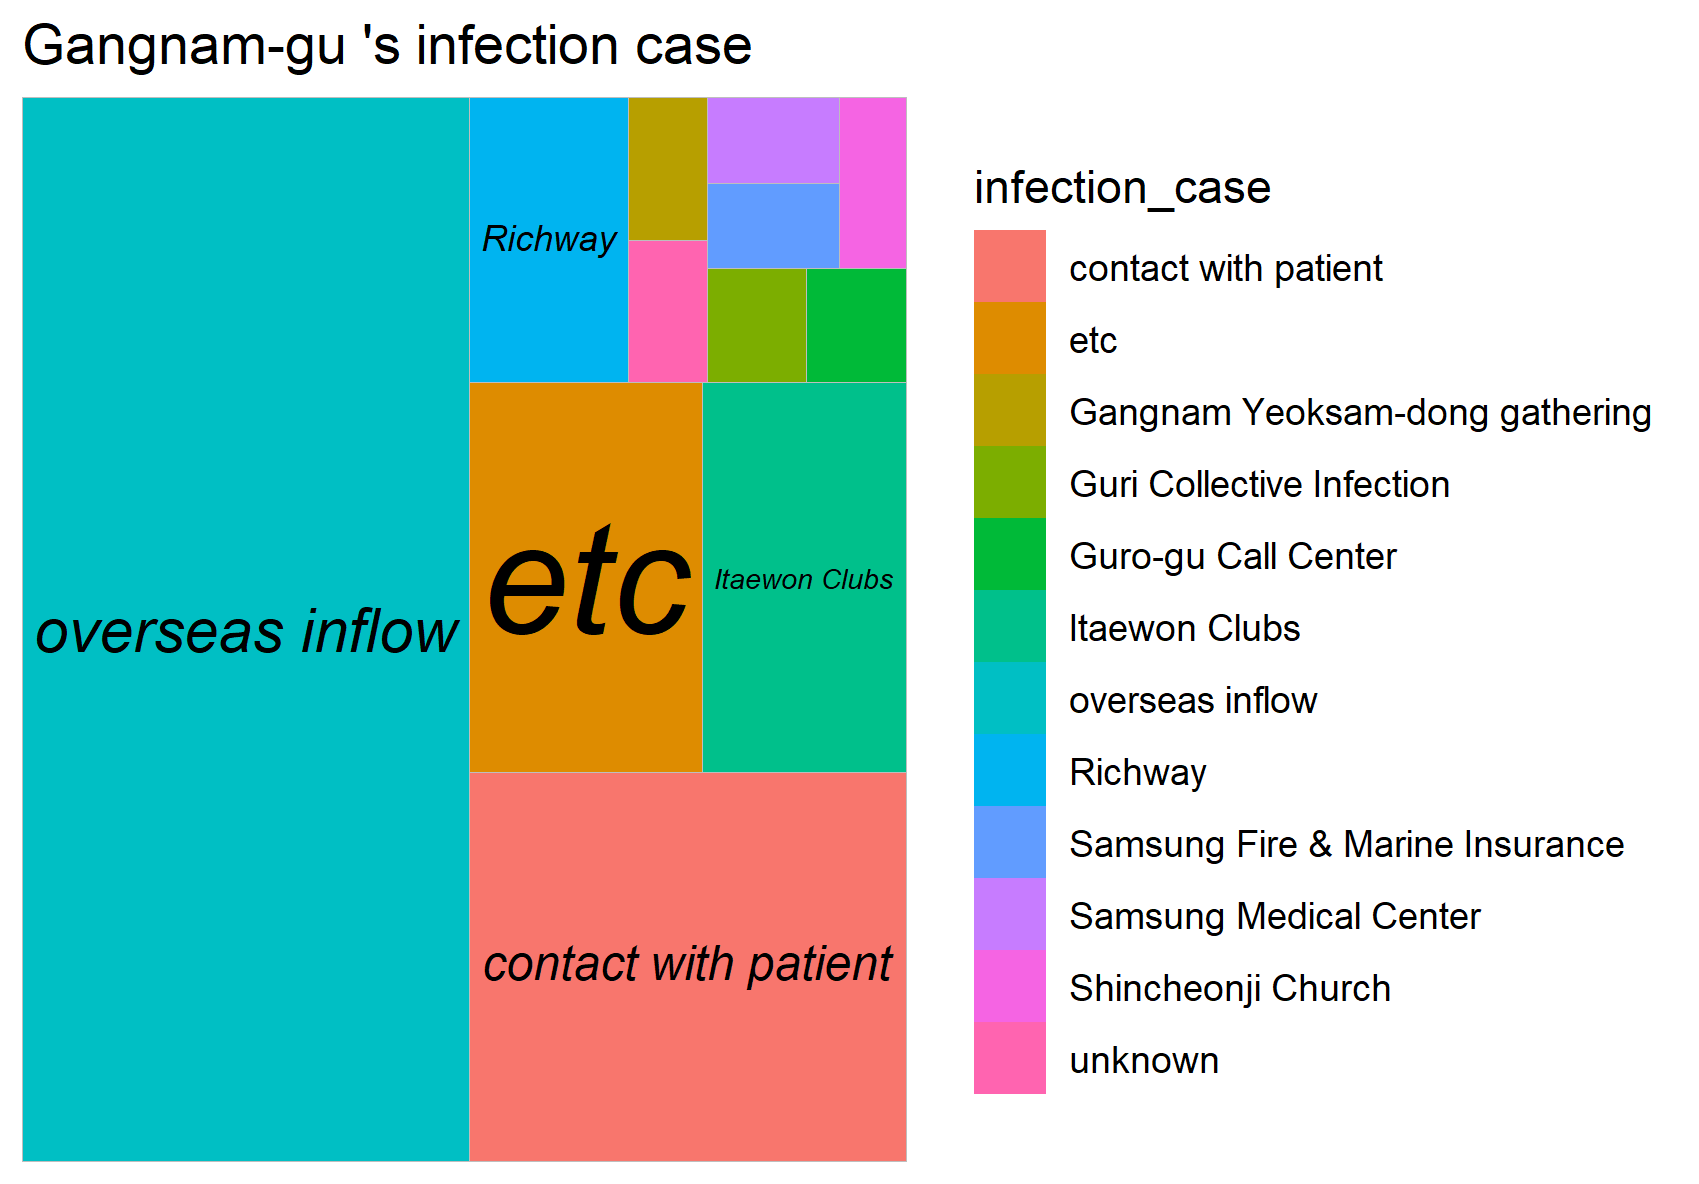 Gangnam-gu 's infection case
Richway
etc
Itaewon Clubs
overseas inflow
contact with patient
infection_case
contact with patient
etc
Gangnam Yeoksam-dong gathering
Guri Collective Infection
Guro-gu Call Center
Itaewon Clubs
overseas inflow
Richway
Samsung Fire & Marine Insurance
Samsung Medical Center
Shincheonji Church
unknown